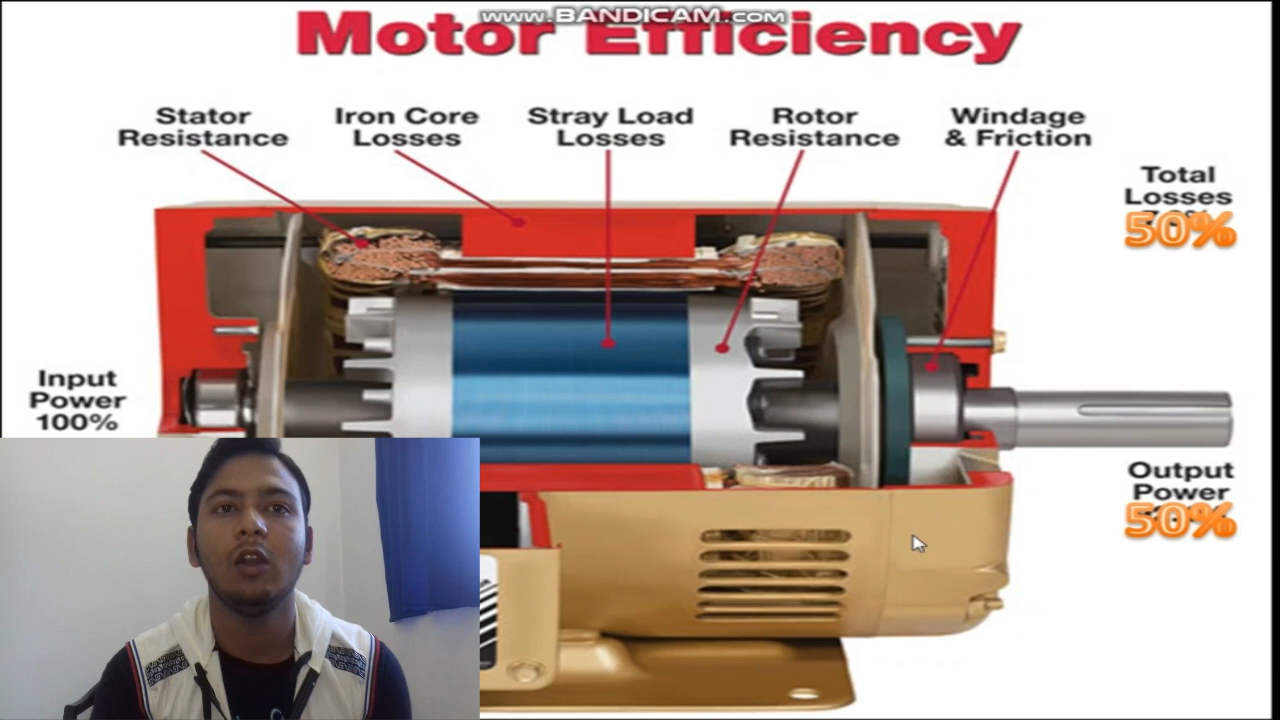 www.BANDICAM.com
Motor Efficiency
Stator
Resistance
Iron Core
Losses
Stray Load
Losses
Rotor
Resistance
Windage
& Friction
Total
Losses
50%
Input
Power
100%
Output
Power
50%